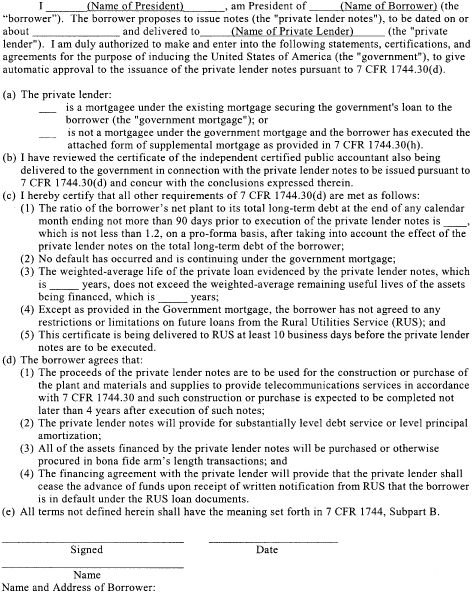 I (Name of President) , am President of (Name of Borrower) (the
"borrower"). The borrower proposes to issue notes (the "private lender notes"), to be dated on or
about __________ and delivered to (Name of Private Lender) (the "private
lender"). I am duly authorized to make and enter into the following statements, certifications, and
agreements for the purpose of inducing the United States of America (the "government"), to give
automatic approval to the issuance of the private lender notes pursuant to 7 CFR 1744.30(d).
(a) The private lender:
___ is a mortgagee under the existing mortgage securing the government's loan to the
borrower (the "government mortgage"); or
___ is not a mortgagee under the government mortgage and the borrower has executed the
attached form of supplemental mortgage as provided in 7 CFR 1744.30(h).
(b) I have reviewed the certificate of the independent certified public accountant also being
delivered to the government in connection with the private lender notes to be issued pursuant to
7 CFR 1744.30(d) and concur with the conclusions expressed therein.
(c) I hereby certify that all other requirements of 7 CFR 1744.30(d) are met as follows:
(1) The ratio of the borrower's net plant to its total long-term debt at the end of any calendar
month ending not more than 90 days prior to execution of the private lender notes is ____,
which is not less than 1.2, on a pro-forma basis, after taking into account the effect of the
private lender notes on the total long-term debt of the borrower;
(2) No default has occurred and is continuing under the government mortgage;
(3) The weighted-average life of the private loan evidenced by the private lender notes, which
is _____ years, does not exceed the weighted-average remaining useful lives of the assets
being financed, which is _____ years;
(4) Except as provided in the Government mortgage, the borrower has not agreed to any
restrictions or limitations on future loans from the Rural Utilities Service (RUS); and
(5) This certificate is being delivered to RUS at least 10 business days before the private lender
notes are to be executed.
(d) The borrower agrees that:
(1) The proceeds of the private lender notes are to be used for the construction or purchase of
the plant and materials and supplies to provide telecommunications services in accordance
with 7 CFR 1744.30 and such construction or purchase is expected to be completed not
later than 4 years after execution of such notes;
(2) The private lender notes will provide for substantially level debt service or level principal
amortization;
(3) All of the assets financed by the private lender notes will be purchased or otherwise
procured in bona fide arm's length transactions; and
(4) The financing agreement with the private lender will provide that the private lender shall
cease the advance of funds upon receipt of written notification from RUS that the borrower
is in default under the RUS loan documents.
(e) All terms not defined herein shall have the meaning set forth in 7 CFR 1744, Subpart B.
Signed Date
Name
Name and Address of Borrower: